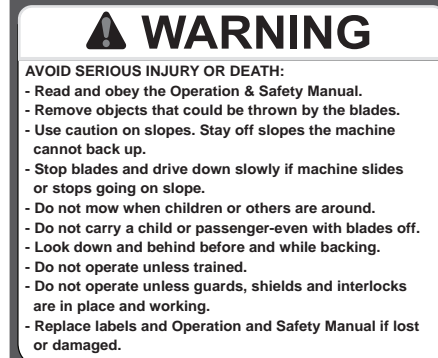 WARNING
AVOID SERIOUS INJURY OR DEATH:
- Read and obey the Operation & Safety Manual.
- Remove objects that could be thrown by the blades.
- Use caution on slopes. Stay off slopes the machine
cannot back up.
- Stop blades and drive down slowly if machine slides
or stops going on slope.
- Do not mow when children or others are around.
- Do not carry a child or passenger-even with blades off.
- Look down and behind before and while backing.
- Do not operate unless trained.
- Do not operate unless guards, shields and interlocks
are in place and working.
- Replace labels and Operation and Safety Manual if lost
or damaged.